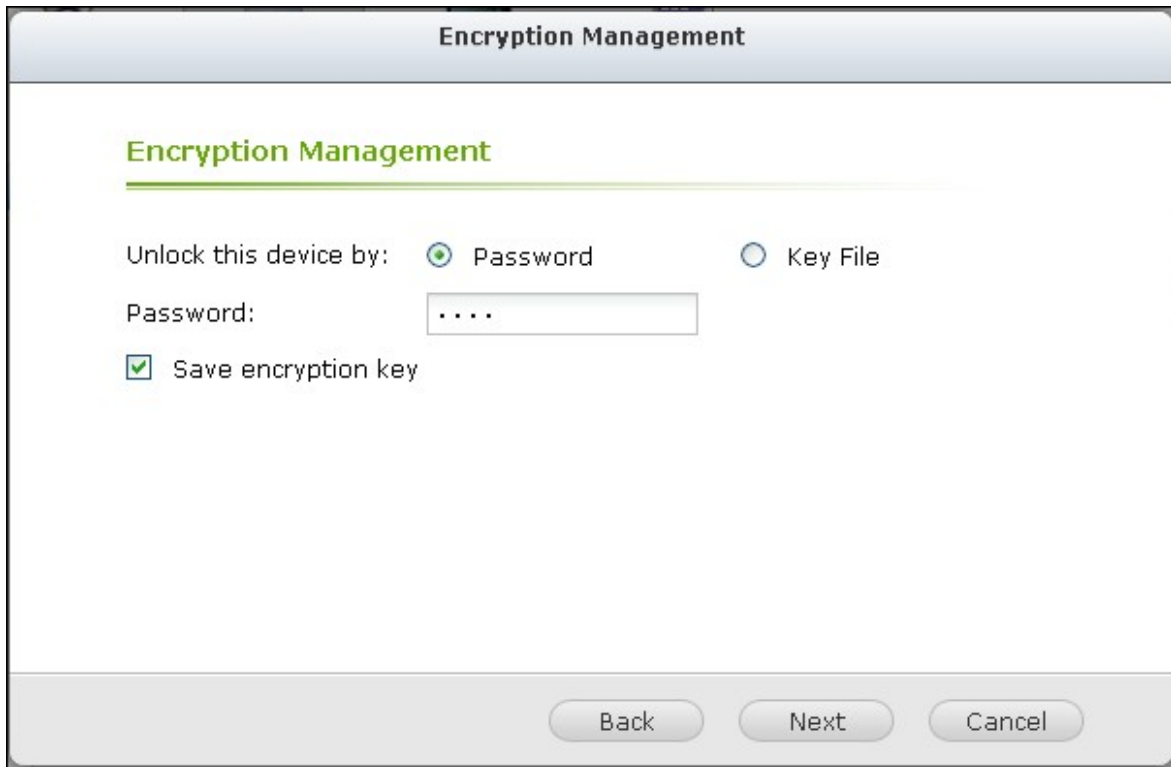 Encryption Management
Encryption Management
Unlock this device by: Password Key File
Password: ····
Save encryption key
Back Next Cancel